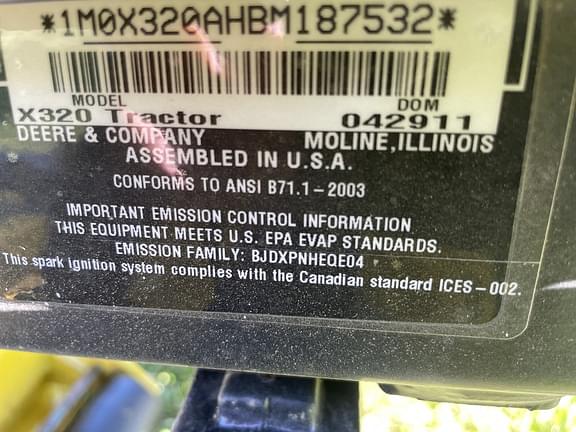 *1M0X320AHBM187532*
MODEL DOM
X320 Tractor 042911
DEERE & COMPANY MOLINE,ILLINOIS
ASSEMBLED IN U.S.A.
CONFORMS TO ANSI B71.1-2003
IMPORTANT EMISSION CONTROL INFORMATION
THIS EQUIPMENT MEETS U.S. EPA EVAP STANDARDS.
EMISSION FAMILY: BJDXPNHEQE04
This spark ignition system complies with the Canadian standard ICES-002.